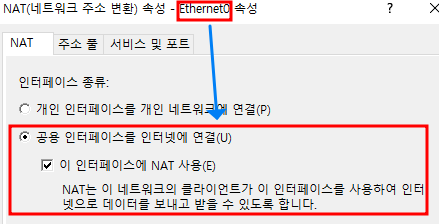 NAT(네트워크 주소 변환) 속성 - Ethernet0 속성
NAT 주소 풀 서비스 및 포트
인터페이스 종류:
개인 인터페이스를 개인 네트워크에 연결(P)
공용 인터페이스를 인터넷에 연결(U)
이 인터페이스에 NAT 사용(E)
NAT는 이 네트워크의 클라이언트가 이 인터페이스를 사용하여 인터
넷으로 데이터를 보내고 받을 수 있도록 합니다.